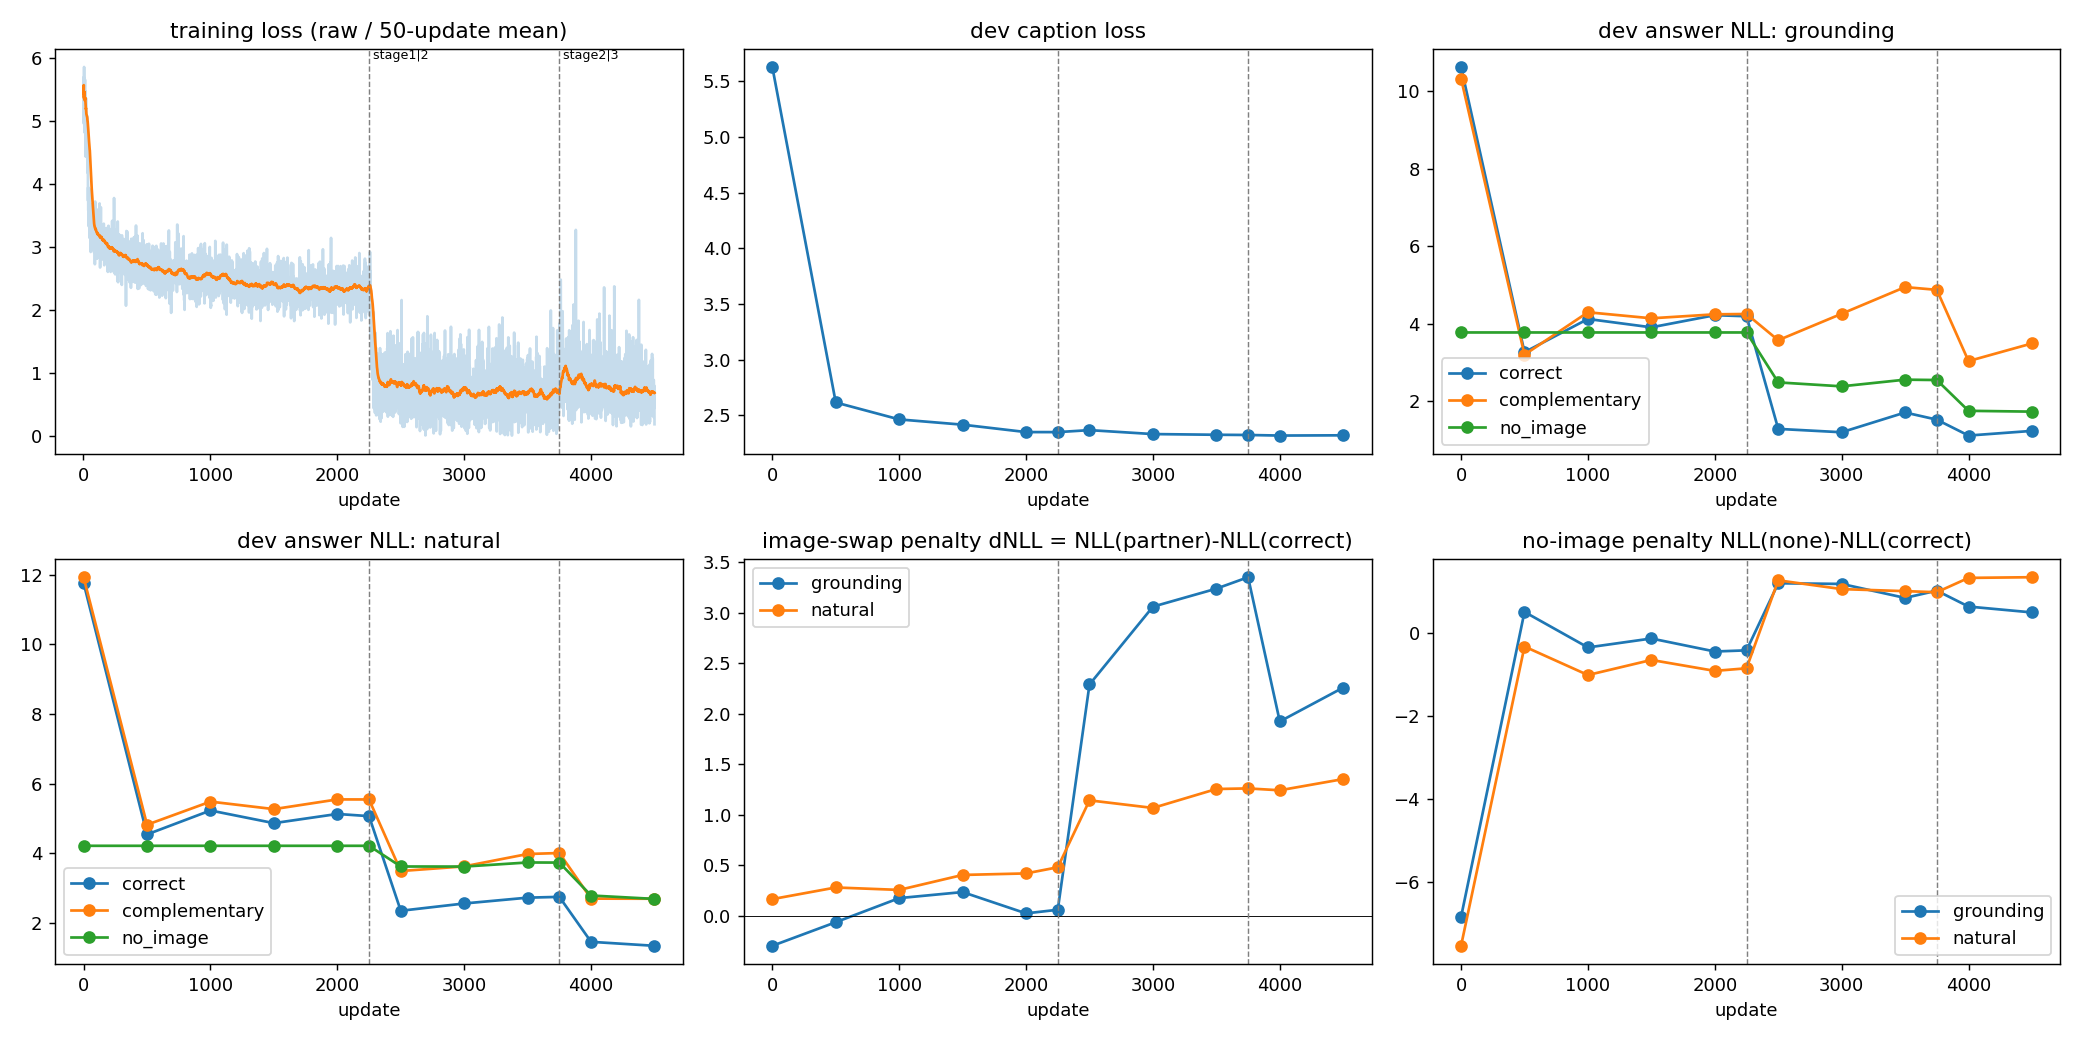 training loss (raw / 50-update mean)
stage1|2
stage2|3
6
5
4
3
2
1
0
0
1000
2000
3000
4000
update
dev caption loss
5.5
5.0
4.5
4.0
3.5
3.0
2.5
0
1000
2000
3000
4000
update
dev answer NLL: grounding
10
8
6
4
2
correct
complementary
no_image
0
1000
2000
3000
4000
update
dev answer NLL: natural
12
10
8
6
4
2
correct
complementary
no_image
0
1000
2000
3000
4000
update
image-swap penalty dNLL = NLL(partner)-NLL(correct)
3.5
3.0
2.5
2.0
1.5
1.0
0.5
0.0
grounding
natural
0
1000
2000
3000
4000
update
no-image penalty NLL(none)-NLL(correct)
0
−2
−4
−6
grounding
natural
0
1000
2000
3000
4000
update